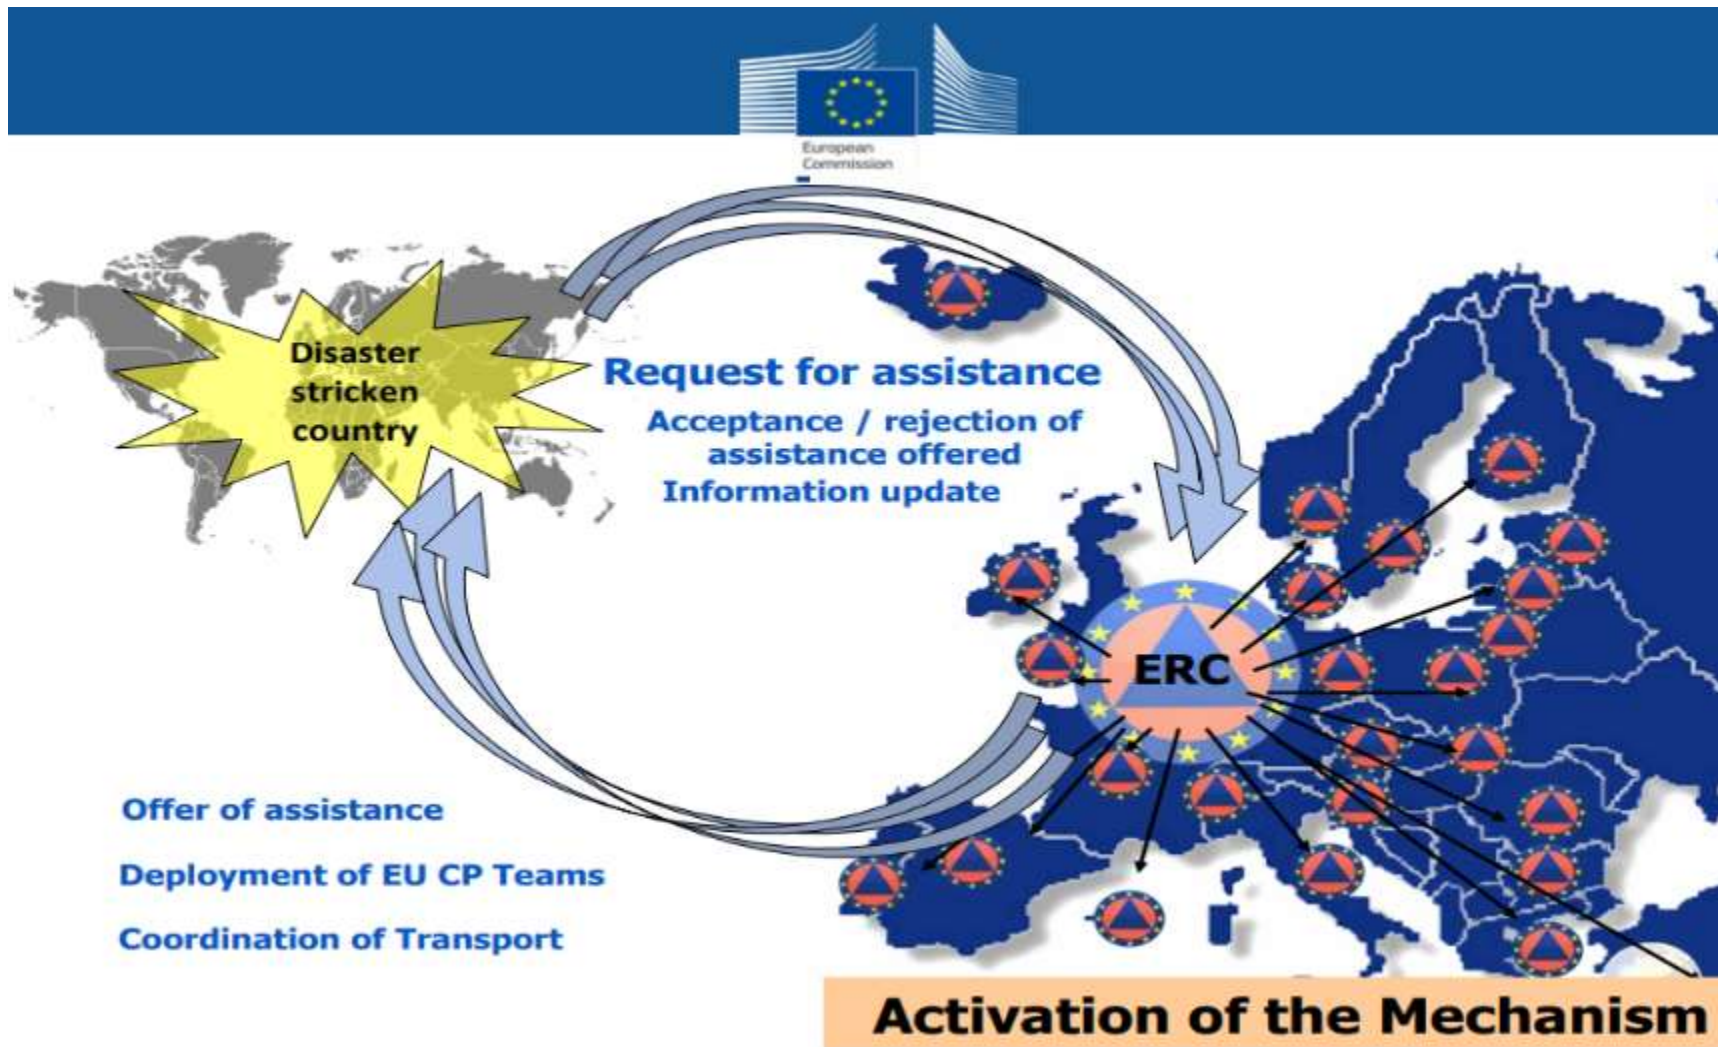 European
Commission
Disaster
stricken
country
Request for assistance
Acceptance / rejection of
assistance offered
Information update
ERC
Offer of assistance
Deployment of EU CP Teams
Coordination of Transport
Activation of the Mechanism